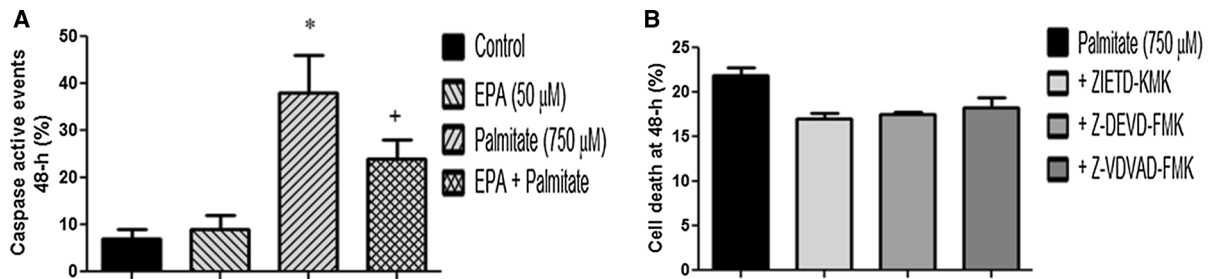 A
Caspase active events
48-h (%)
50
40
30
20
10
0
*
+
Control
EPA (50 μM)
Palmitate (750 μM)
EPA + Palmitate
B
Cell death at 48-h (%)
25
20
15
10
5
0
Palmitate (750 μM)
+ ZIETD-KMK
+ Z-DEVD-FMK
+ Z-VDVAD-FMK